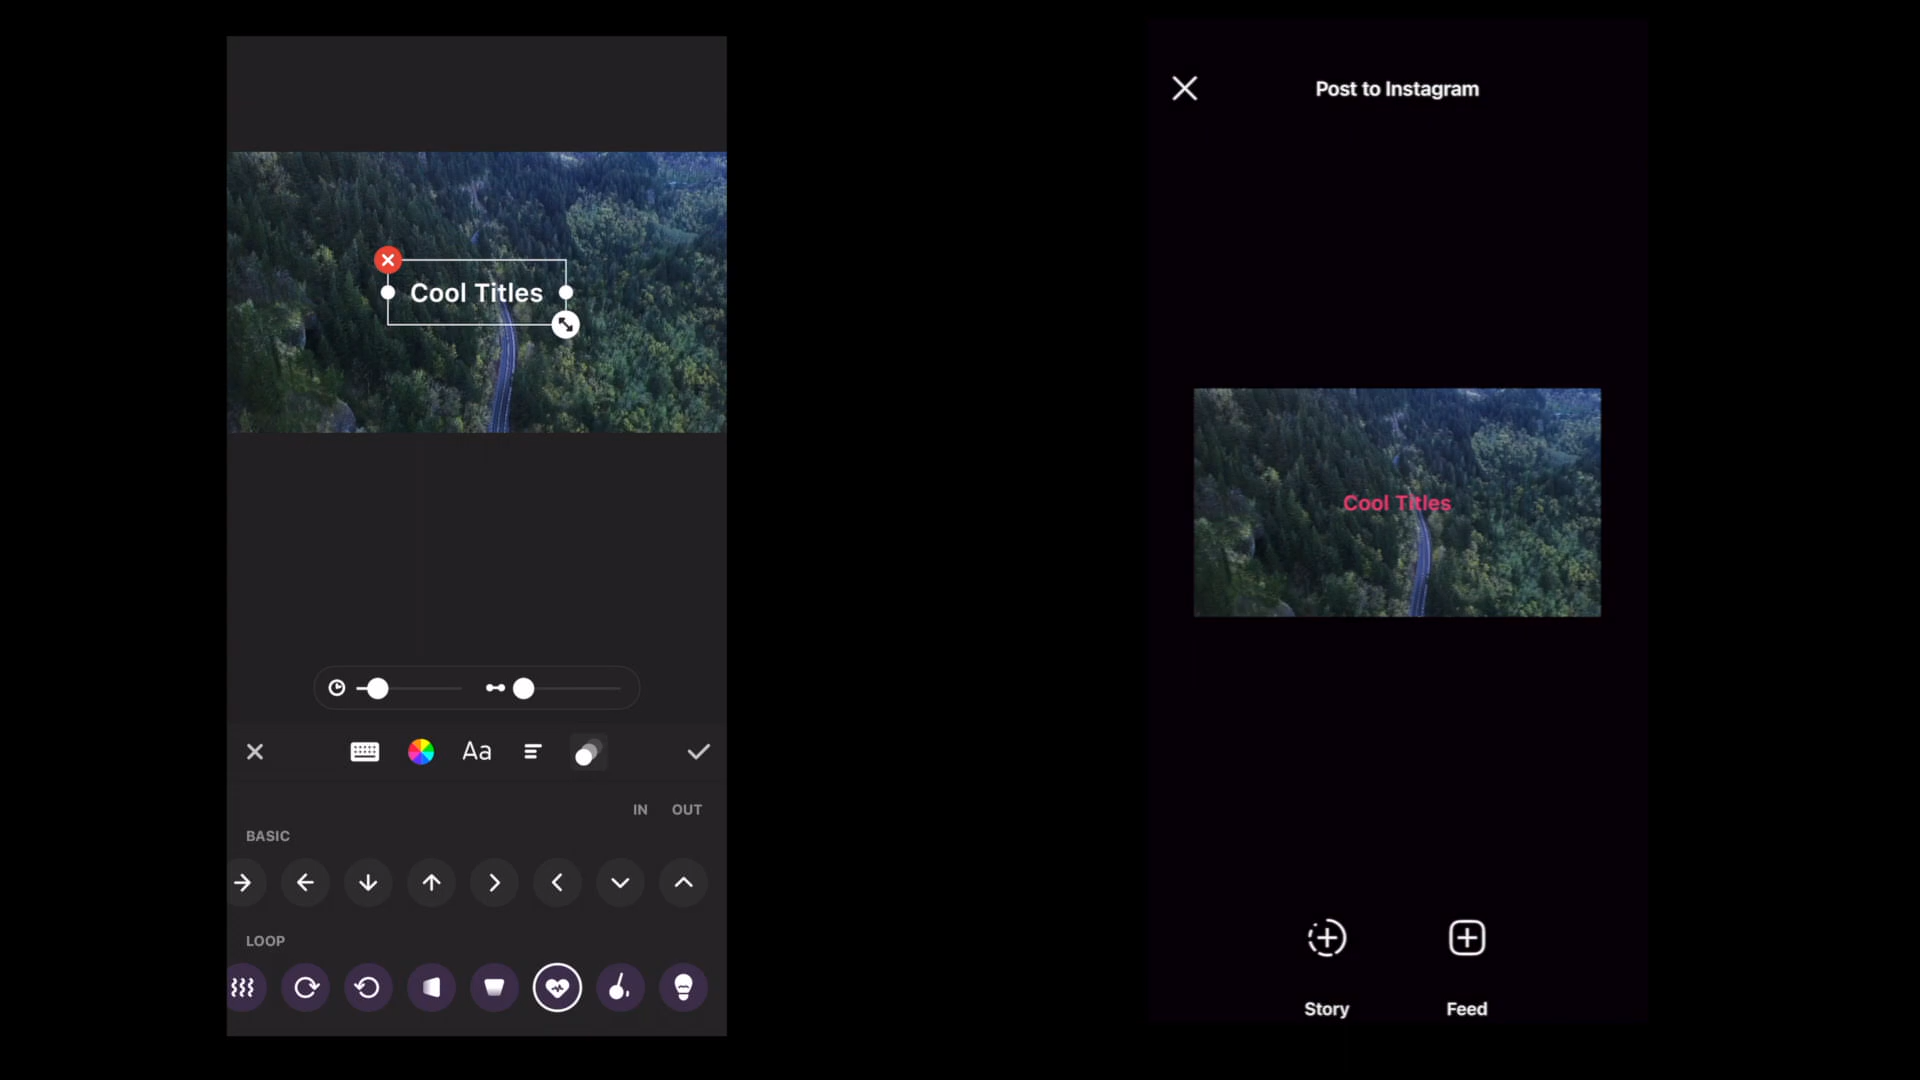 Cool Titles
Aa
IN OUT
BASIC
LOOP
Post to Instagram
Cool Titles
Story
Feed